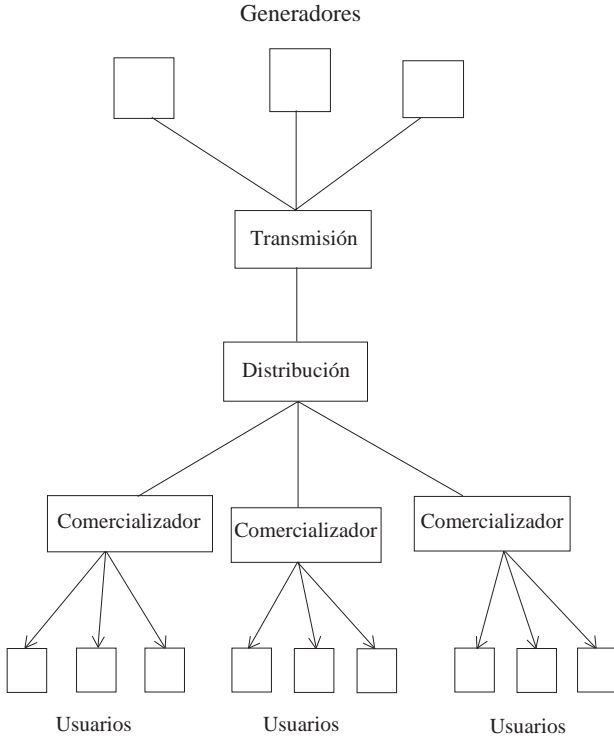 Generadores
Transmisión
Distribución
Comercializador
Comercializador
Comercializador
Usuarios
Usuarios
Usuarios